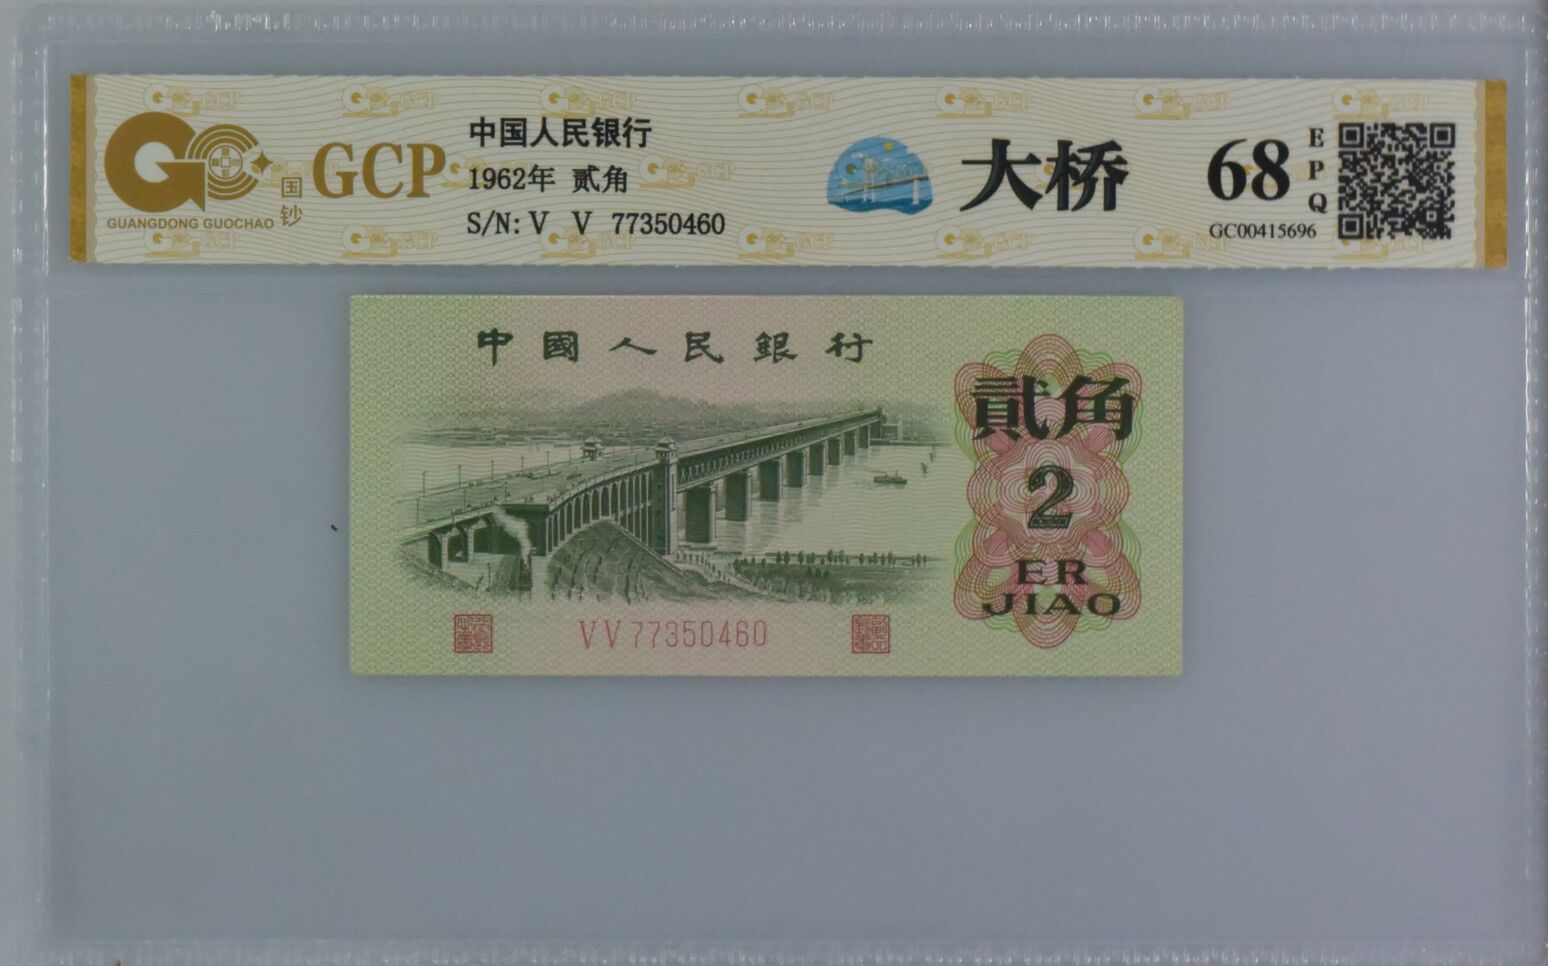 GCP
GUANGDONG GUOCHAO
国钞
中国人民银行
1962年 贰角
S/N: V V 77350460
大桥
68
EPQ
GC00415696
中國人民銀行
貳角
2
ER
JIAO
VV77350460